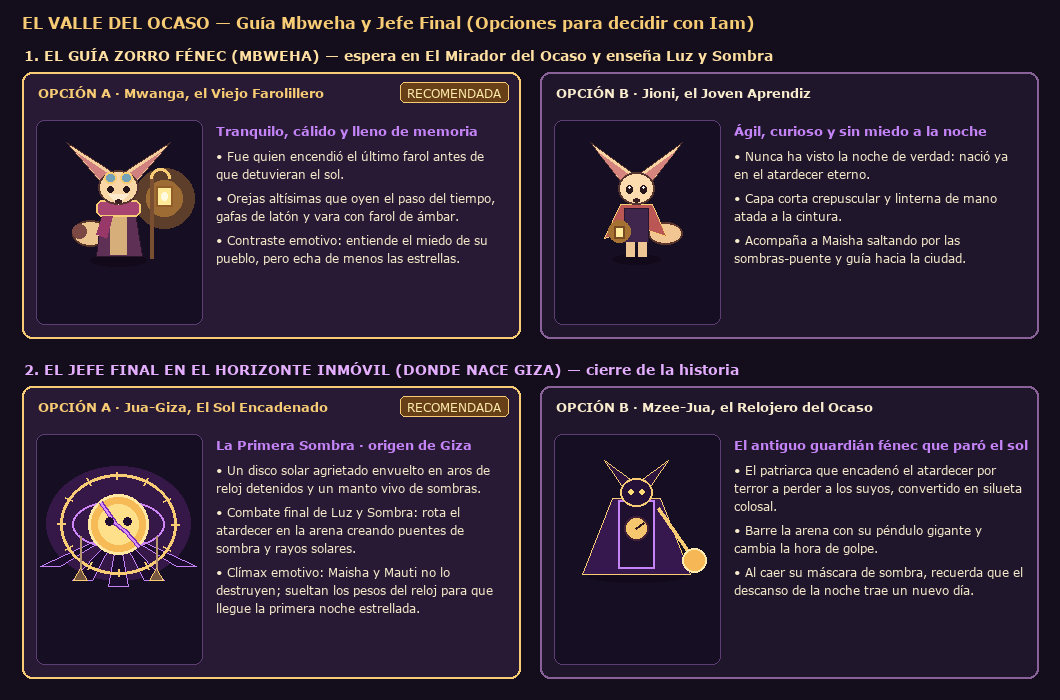 EL VALLE DEL OCASO — Guía Mbweha y Jefe Final (Opciones para decidir con Iam)
1. EL GUÍA ZORRO FÉNEC (MBWEHA) — espera en El Mirador del Ocaso y enseña Luz y Sombra
OPCIÓN A · Mwanga, el Viejo Farolillero
RECOMENDADA
Tranquilo, cálido y lleno de memoria
• Fue quien encendió el último farol antes de
que detuvieran el sol.
• Orejas altísimas que oyen el paso del tiempo,
gafas de latón y vara con farol de ámbar.
• Contraste emotivo: entiende el miedo de su
pueblo, pero echa de menos las estrellas.
OPCIÓN B · Jioni, el Joven Aprendiz
Ágil, curioso y sin miedo a la noche
• Nunca ha visto la noche de verdad: nació ya
en el atardecer eterno.
• Capa corta crepuscular y linterna de mano
atada a la cintura.
• Acompaña a Maisha saltando por las
sombras-puente y guía hacia la ciudad.
2. EL JEFE FINAL EN EL HORIZONTE INMÓVIL (DONDE NACE GIZA) — cierre de la historia
OPCIÓN A · Jua-Giza, El Sol Encadenado
RECOMENDADA
La Primera Sombra · origen de Giza
• Un disco solar agrietado envuelto en aros de
reloj detenidos y un manto vivo de sombras.
• Combate final de Luz y Sombra: rota el
atardecer en la arena creando puentes de
sombra y rayos solares.
• Clímax emotivo: Maisha y Mauti no lo
destruyen; sueltan los pesos del reloj para que
llegue la primera noche estrellada.
OPCIÓN B · Mzee-Jua, el Relojero del Ocaso
El antiguo guardián fénec que paró el sol
• El patriarca que encadenó el atardecer por
terror a perder a los suyos, convertido en silueta
colosal.
• Barre la arena con su péndulo gigante y
cambia la hora de golpe.
• Al caer su máscara de sombra, recuerda que el
descanso de la noche trae un nuevo día.